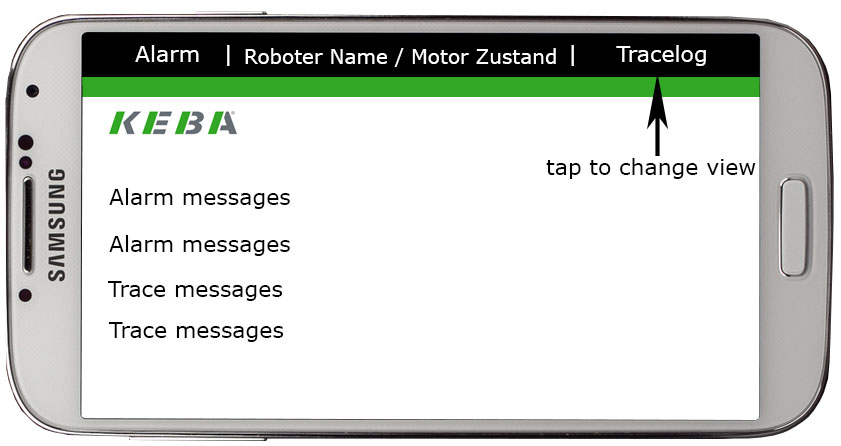 Alarm | Roboter Name / Motor Zustand | Tracelog
KEBA
tap to change view
Alarm messages
Alarm messages
Trace messages
Trace messages
SAMSUNG